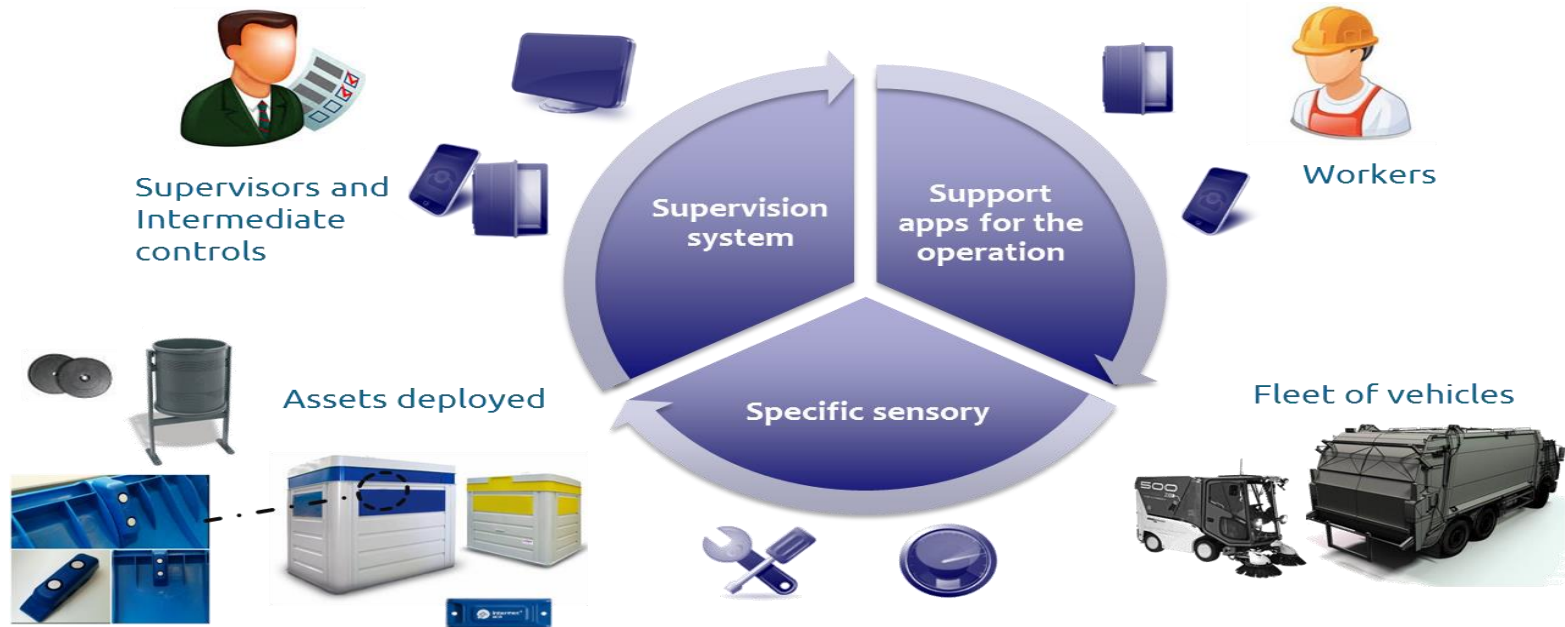 Supervisors and
Intermediate
controls
Supervision
system
Support
apps for the
operation
Workers
Assets deployed
Specific sensory
Fleet of vehicles
500